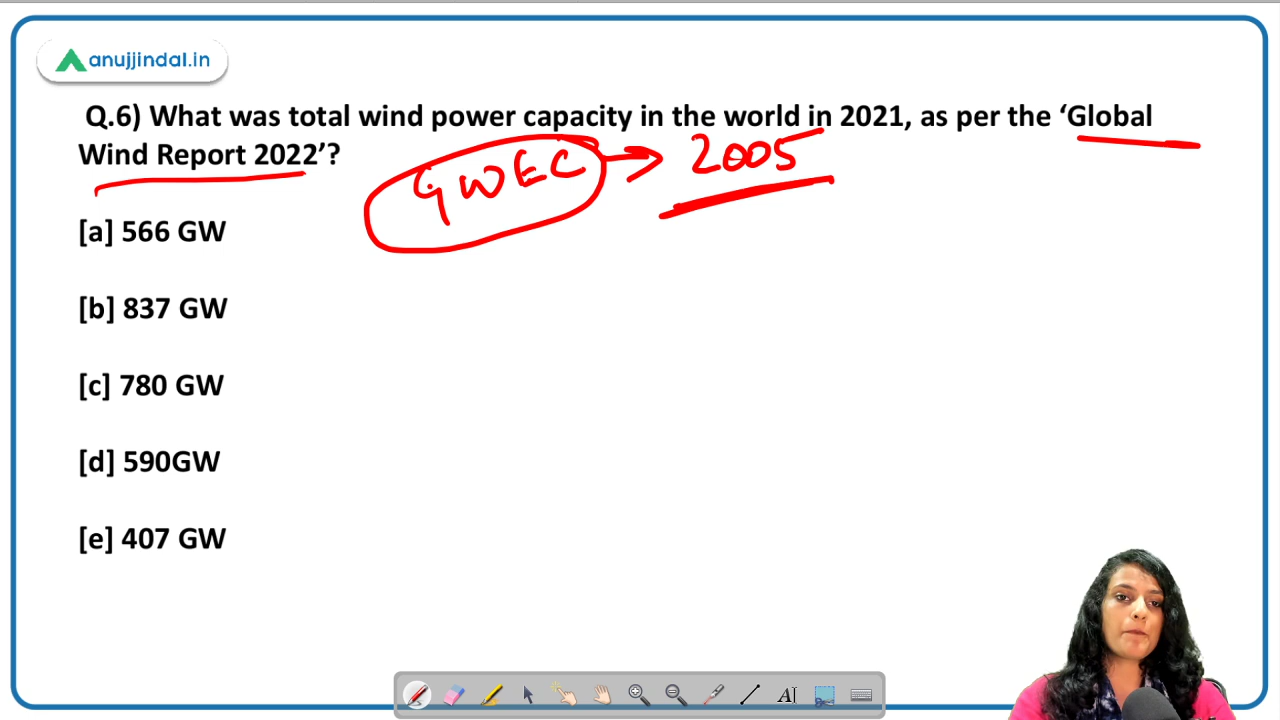 anujjindal.in
Q.6) What was total wind power capacity in the world in 2021, as per the ‘Global
Wind Report 2022’?
GWEC → 2005
[a] 566 GW
[b] 837 GW
[c] 780 GW
[d] 590GW
[e] 407 GW
A